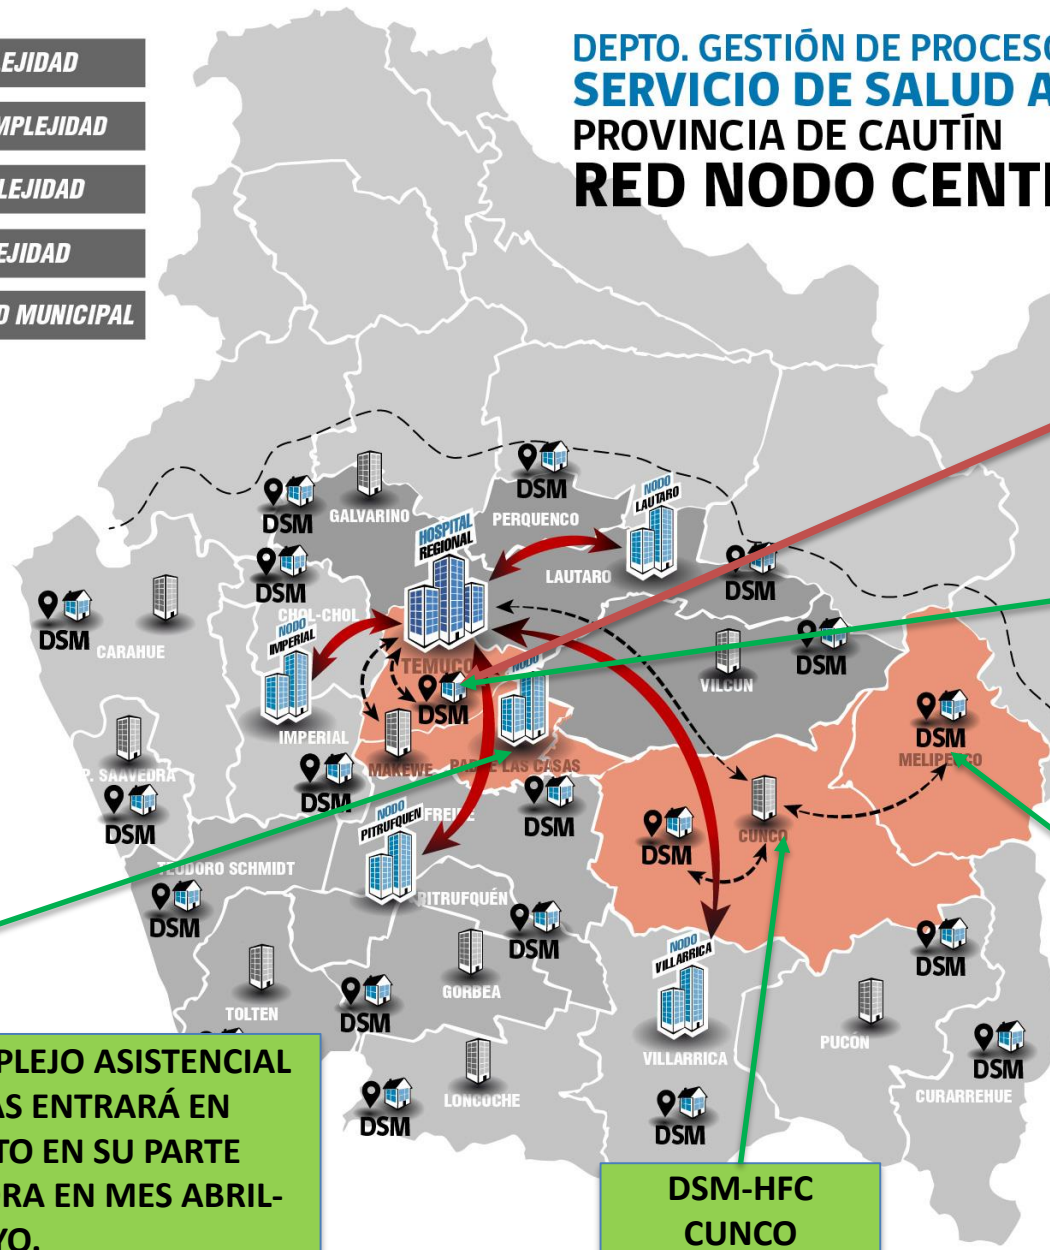 EJIDAD
MPLEJIDAD
LEJIDAD
EJIDAD
D MUNICIPAL
DEPTO. GESTIÓN DE PROCESO
SERVICIO DE SALUD A
PROVINCIA DE CAUTÍN
RED NODO CENT
DSM
GALVARINO
DSM
PERQUENCO
NODO
LAUTARO
HOSPITAL
REGIONAL
LAUTARO
DSM
DSM
CHOL-CHOL
DSM
CARAHUE
NODO
IMPERIAL
TEMUCO
DSM
NODO
VILCUN
DSM
DSM
MELIPEUCO
IMPERIAL
MAKEWE
PADRE LAS CASAS
P. SAAVEDRA
DSM
DSM
DSM
NODO
PITRUFQUEN
FREIRE
CUNCO
DSM
TEODORO SCHMIDT
DSM
PITRUFQUÉN
DSM
DSM
NODO
VILLARRICA
GORBEA
TOLTEN
DSM
VILLARRICA
PUCÓN
DSM
CURARREHUE
LONCOCHE
DSM
DSM
PLEJO ASISTENCIAL
AS ENTRARÁ EN
TO EN SU PARTE
RA EN MES ABRIL-
YO.
DSM-HFC
CUNCO